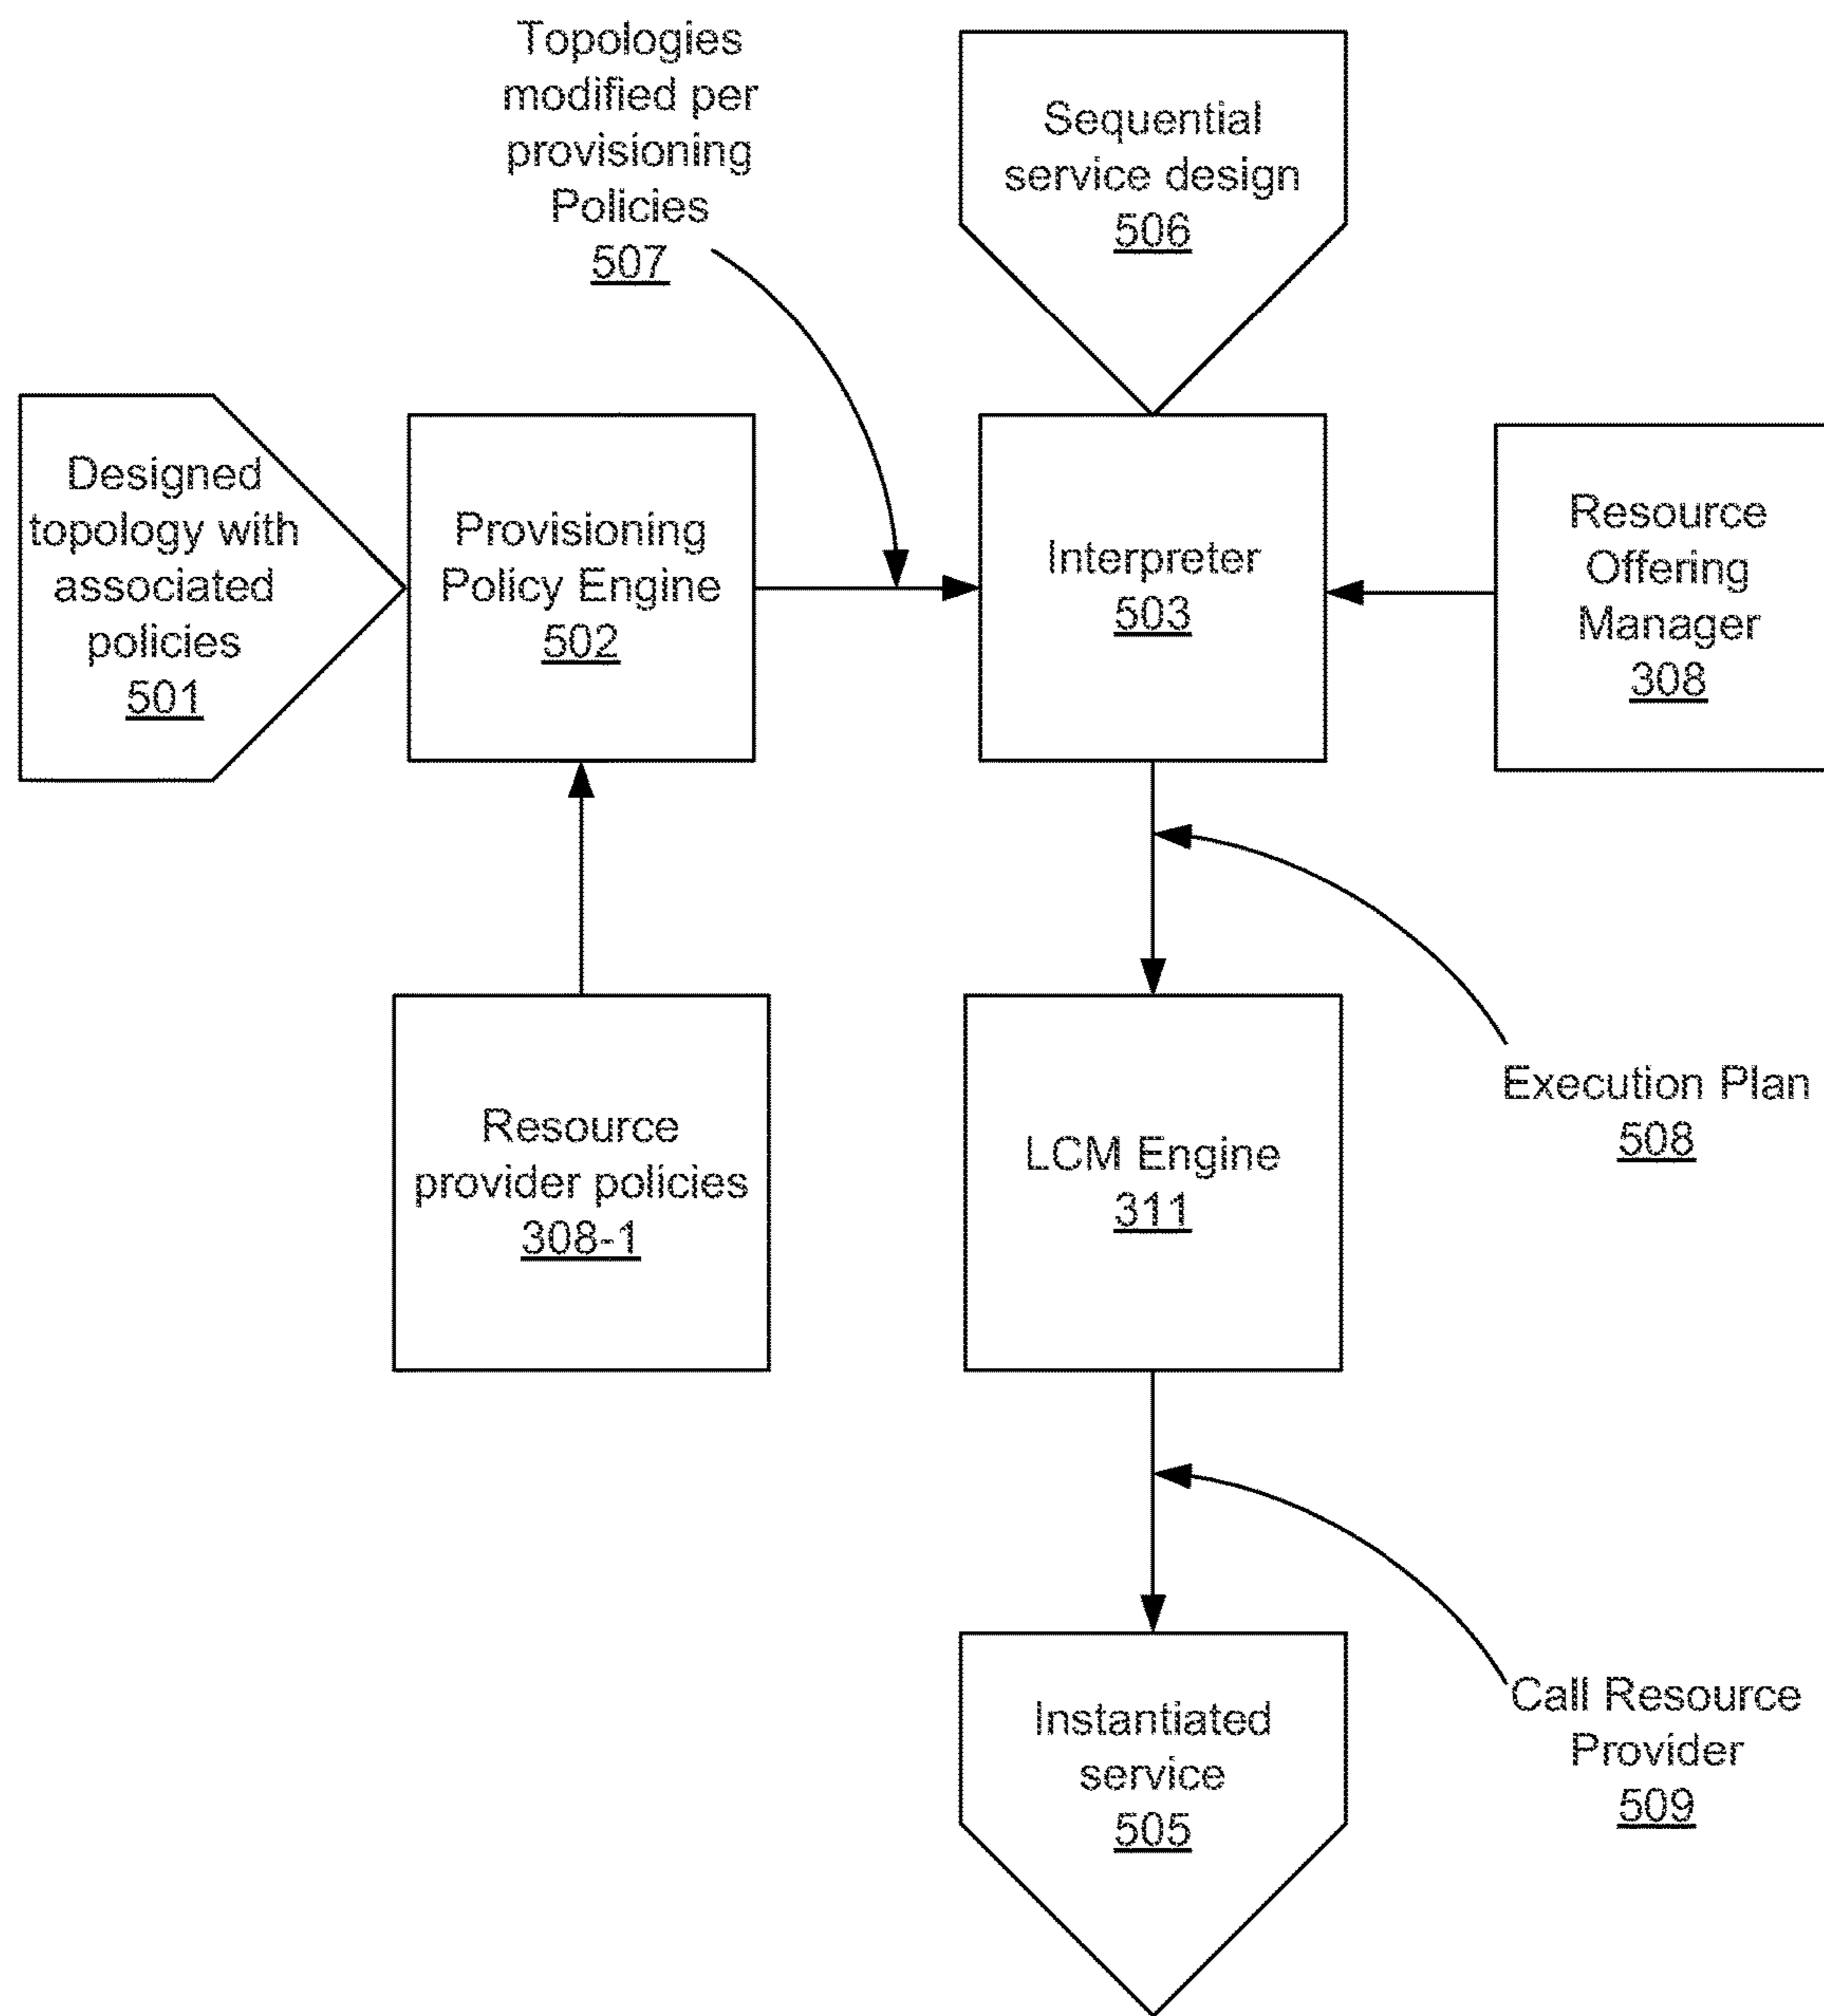 Topologies
modified per
provisioning
Policies
507
Sequential
service design
506
Designed
topology with
associated
policies
501
Provisioning
Policy Engine
502
Interpreter
503
Resource
Offering
Manager
308
Resource
provider policies
308-1
LCM Engine
311
Execution Plan
508
Instantiated
service
505
Call Resource
Provider
509